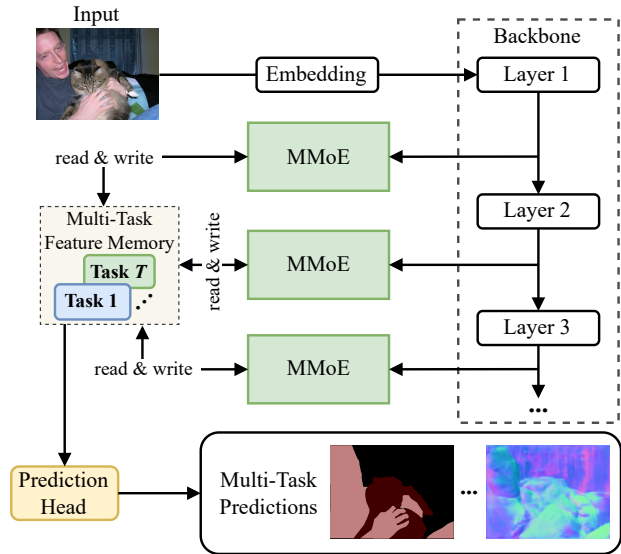 Input
Backbone
Embedding
Layer 1
read & write
MMoE
Layer 2
Multi-Task
Feature Memory
Task T
Task 1
read & write
MMoE
Layer 3
read & write
MMoE
...
Prediction
Head
Multi-Task
Predictions
...